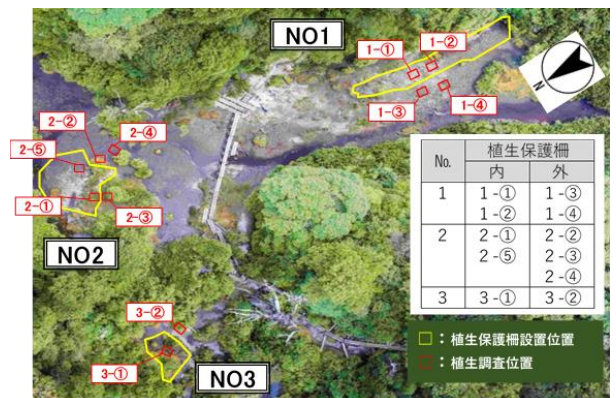 NO1
1-①
1-②
1-③
1-④
N
2-②
2-④
2-⑤
2-①
2-③
NO2
3-②
3-①
NO3
No. 植生保護柵
内 外
1 1-① 1-③
1-② 1-④
2 2-① 2-②
2-⑤ 2-③
2-④
3 3-① 3-②
：植生保護柵設置位置
：植生調査位置